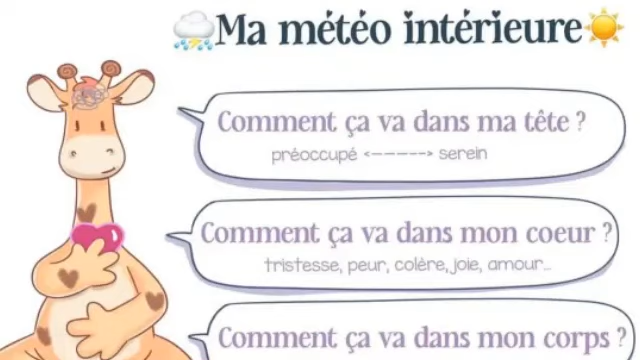 Ma météo intérieure
Comment ça va dans ma tête ?
préoccupé <-----> serein
Comment ça va dans mon coeur ?
tristesse, peur, colère, joie, amour...
Comment ça va dans mon corps ?